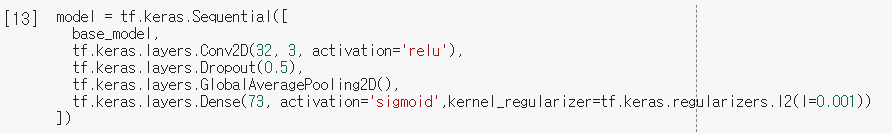 [13] model = tf.keras.Sequential([
base_model,
tf.keras.layers.Conv2D(32, 3, activation='relu'),
tf.keras.layers.Dropout(0.5),
tf.keras.layers.GlobalAveragePooling2D(),
tf.keras.layers.Dense(73, activation='sigmoid',kernel_regularizer=tf.keras.regularizers.l2(l=0.001))
])